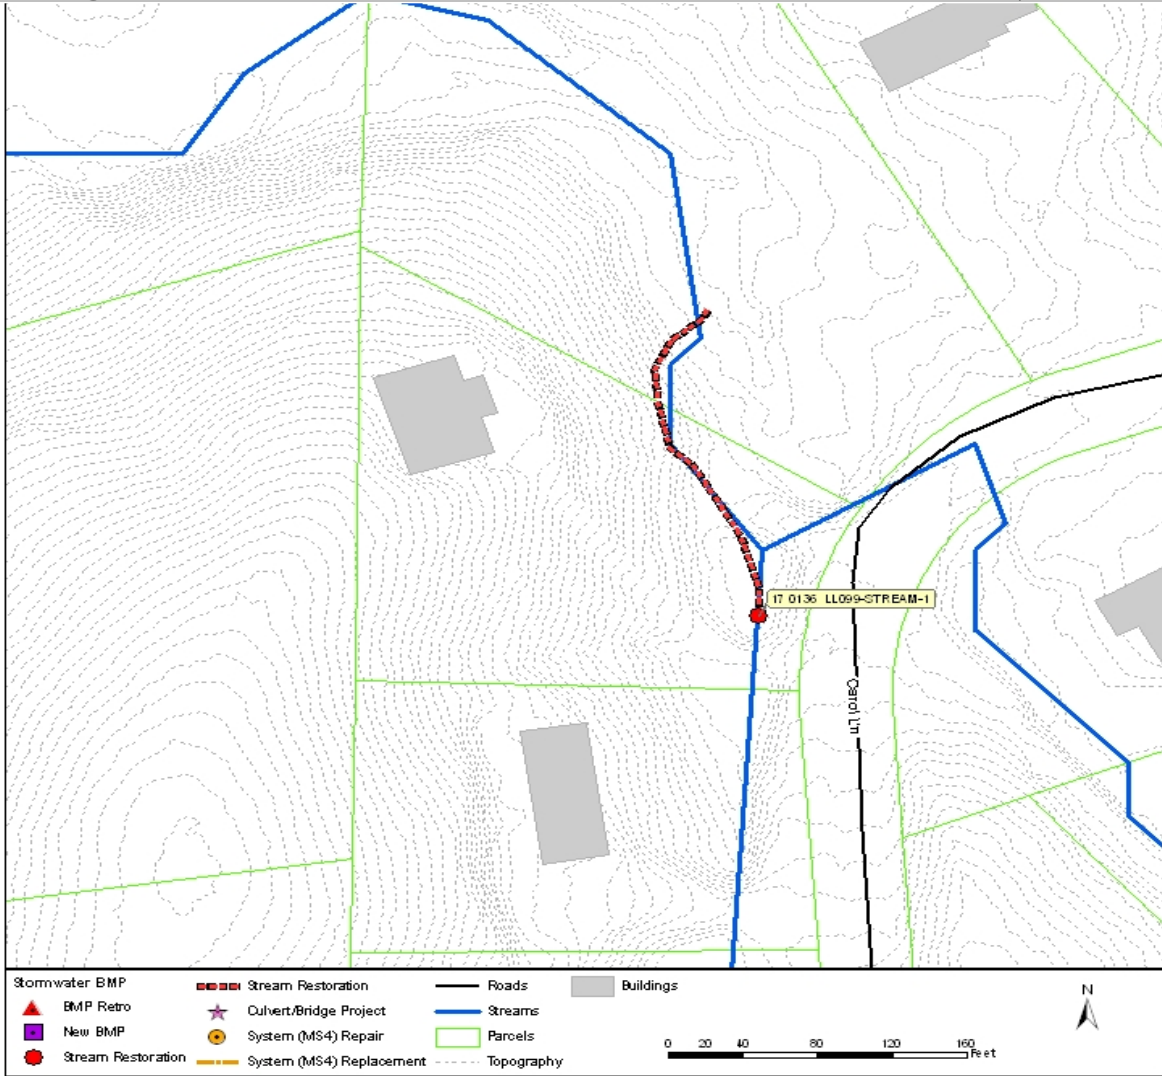 17 0136 LL099-STREAM-1
Carol Ln
Stormwater BMP
BMP Retro
New BMP
Stream Restoration
Stream Restoration
Culvert/Bridge Project
System (MS4) Repair
System (MS4) Replacement
Roads
Streams
Parcels
Topography
Buildings
N
0 20 40 80 120 160
Feet